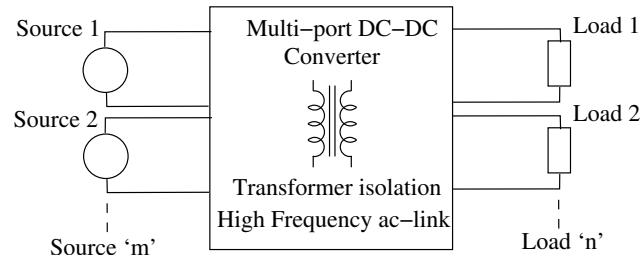 Source 1
Multi−port DC−DC
Converter
Load 1
Source 2
Load 2
Transformer isolation
High Frequency ac−link
Source ‘m’
Load ‘n’